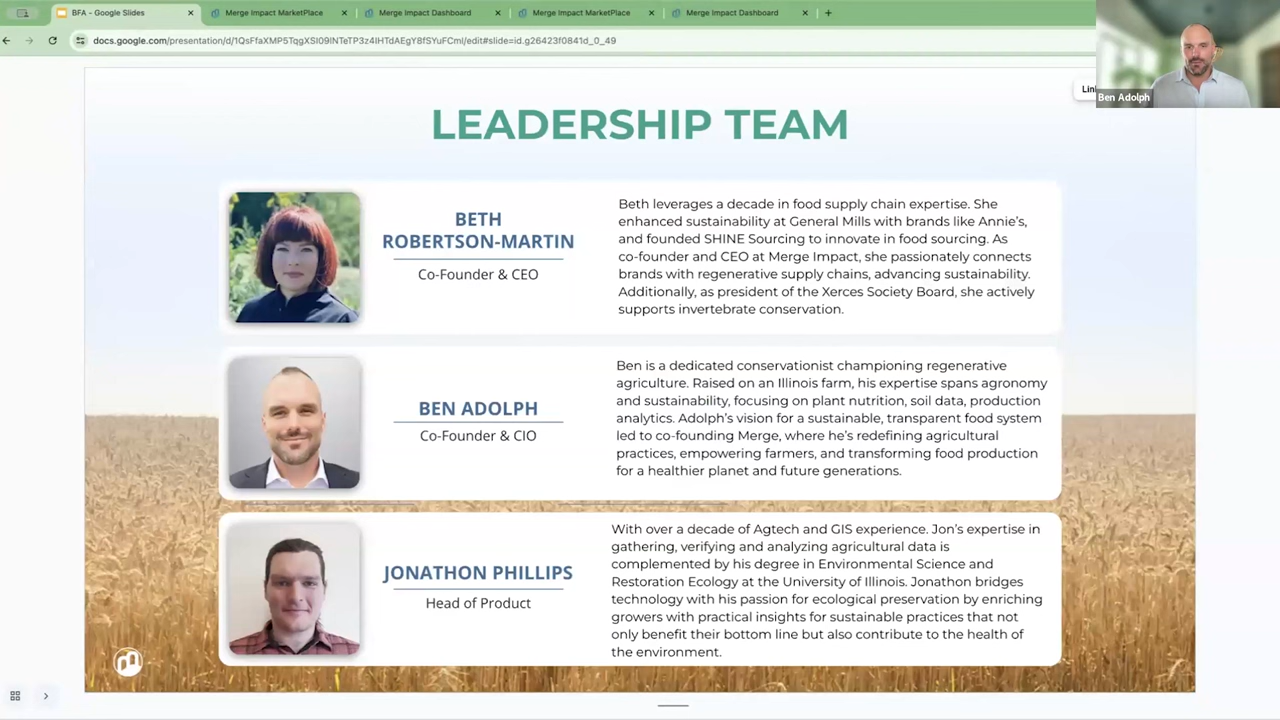 BFA - Google Slides
Merge Impact MarketPlace
Merge Impact Dashboard
Merge Impact MarketPlace
Merge Impact Dashboard
docs.google.com/presentation/d/1QsFfaXMP5TqgXSI09INTeTP3z4IHTdAEgY8fSYuFCmI/edit#slide=id.g26423f0841d_0_49
Ben Adolph
LEADERSHIP TEAM
BETH
ROBERTSON-MARTIN
Co-Founder & CEO
Beth leverages a decade in food supply chain expertise. She
enhanced sustainability at General Mills with brands like Annie's,
and founded SHINE Sourcing to innovate in food sourcing. As
co-founder and CEO at Merge Impact, she passionately connects
brands with regenerative supply chains, advancing sustainability.
Additionally, as president of the Xerces Society Board, she actively
supports invertebrate conservation.
BEN ADOLPH
Co-Founder & CIO
Ben is a dedicated conservationist championing regenerative
agriculture. Raised on an Illinois farm, his expertise spans agronomy
and sustainability, focusing on plant nutrition, soil data, production
analytics. Adolph's vision for a sustainable, transparent food system
led to co-founding Merge, where he's redefining agricultural
practices, empowering farmers, and transforming food production
for a healthier planet and future generations.
JONATHON PHILLIPS
Head of Product
With over a decade of Agtech and GIS experience. Jon's expertise in
gathering, verifying and analyzing agricultural data is
complemented by his degree in Environmental Science and
Restoration Ecology at the University of Illinois. Jonathon bridges
technology with his passion for ecological preservation by enriching
growers with practical insights for sustainable practices that not
only benefit their bottom line but also contribute to the health of
the environment.